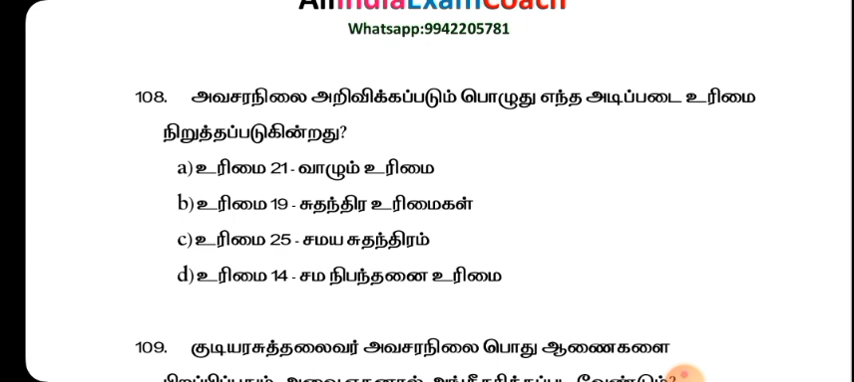 AllIndiaExamCoach
Whatsapp:9942205781
108. அவசரநிலை அறிவிக்கப்படும் பொழுது எந்த அடிப்படை உரிமை
நிறுத்தப்படுகின்றது?
a)உரிமை 21 - வாழும் உரிமை
b)உரிமை 19 - சுதந்திர உரிமைகள்
c)உரிமை 25 - சமய சுதந்திரம்
d)உரிமை 14 - சம நிபந்தனை உரிமை
109. குடியரசுத்தலைவர் அவசரநிலை பொது ஆணைகளை